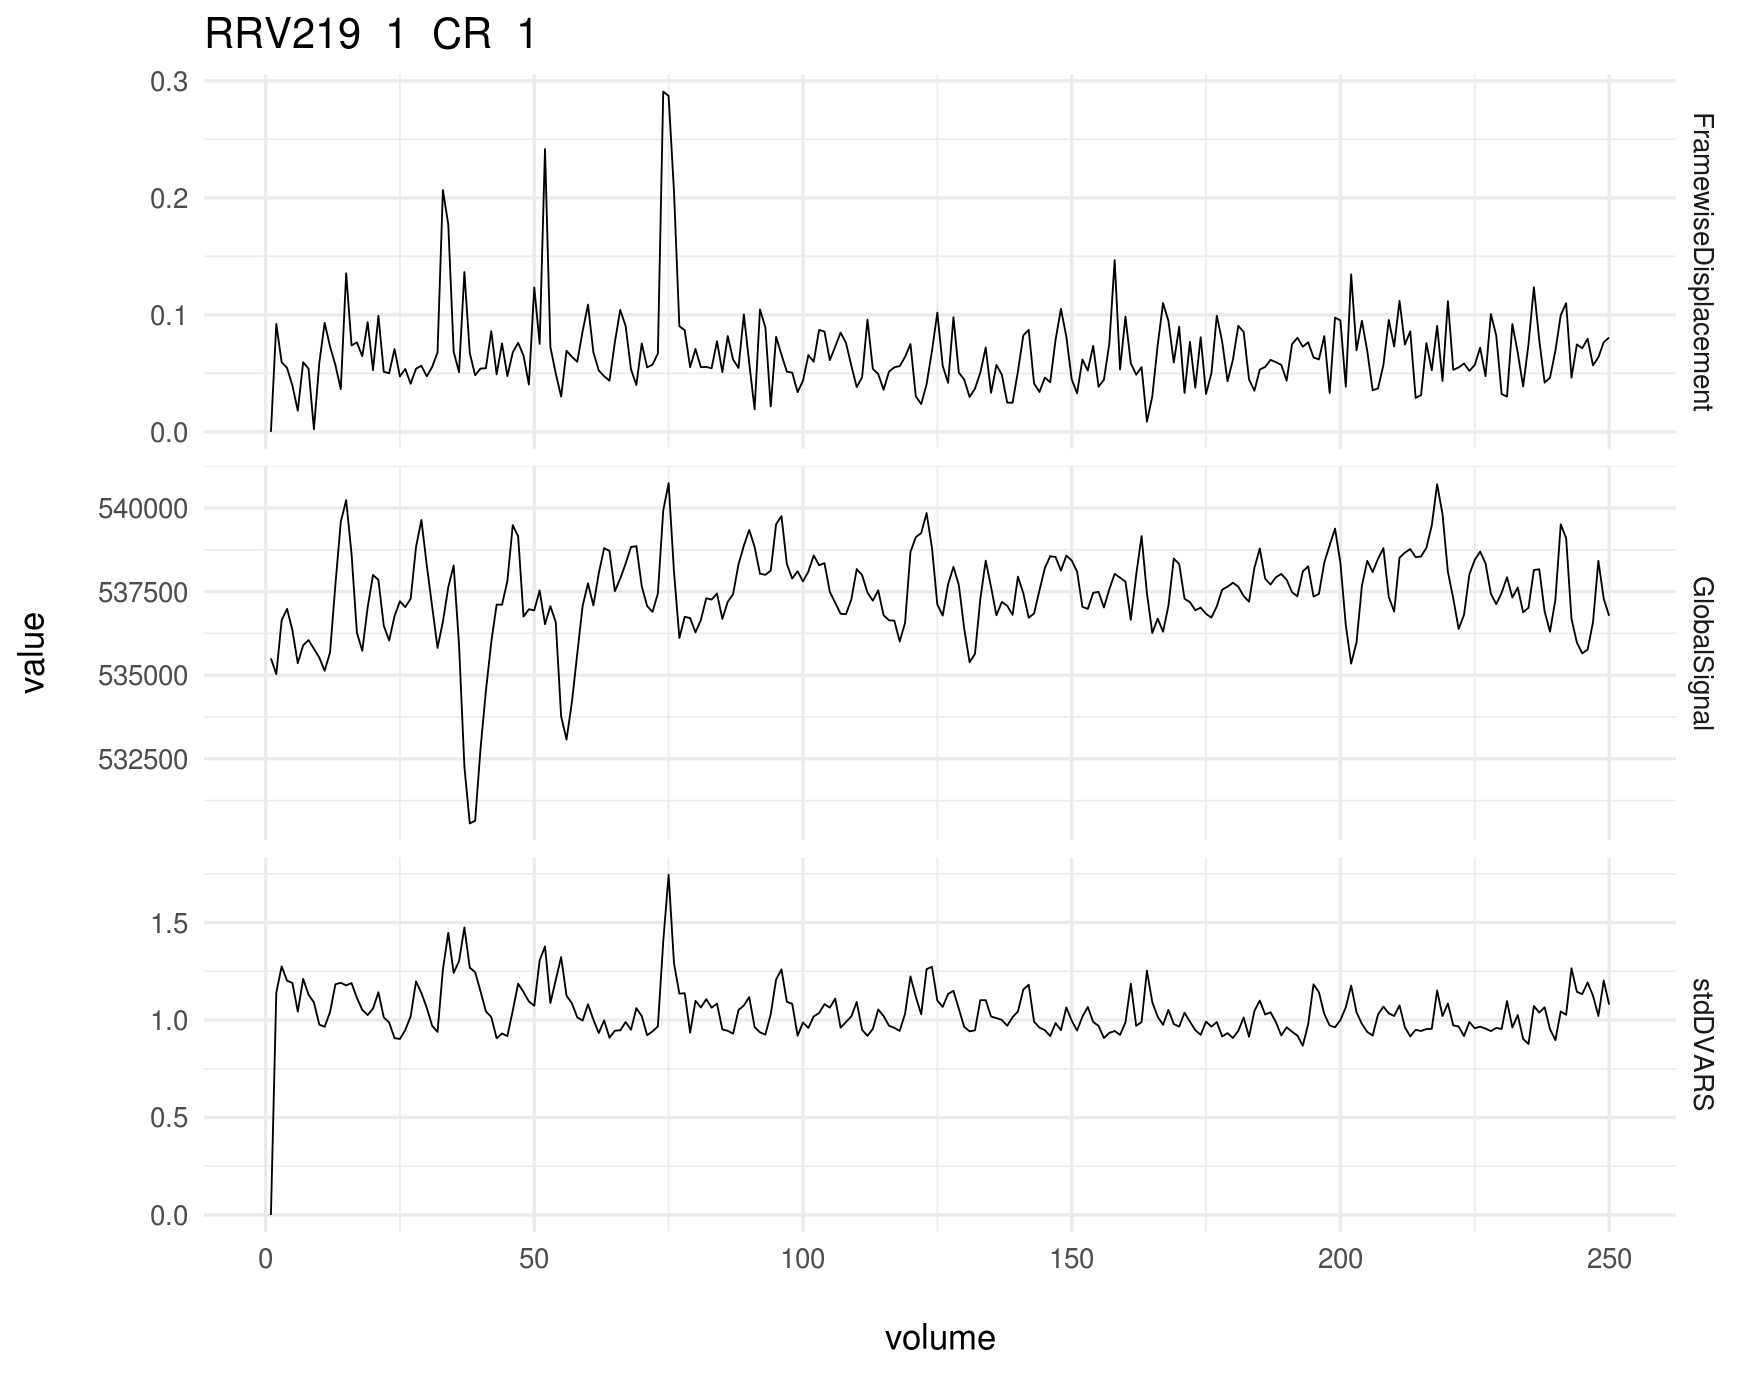 RRV219 1 CR 1
0.3
0.2
0.1
0.0
FramewiseDisplacement
540000
537500
535000
532500
GlobalSignal
value
1.5
1.0
0.5
0.0
stdDVARS
0 50 100 150 200 250
volume